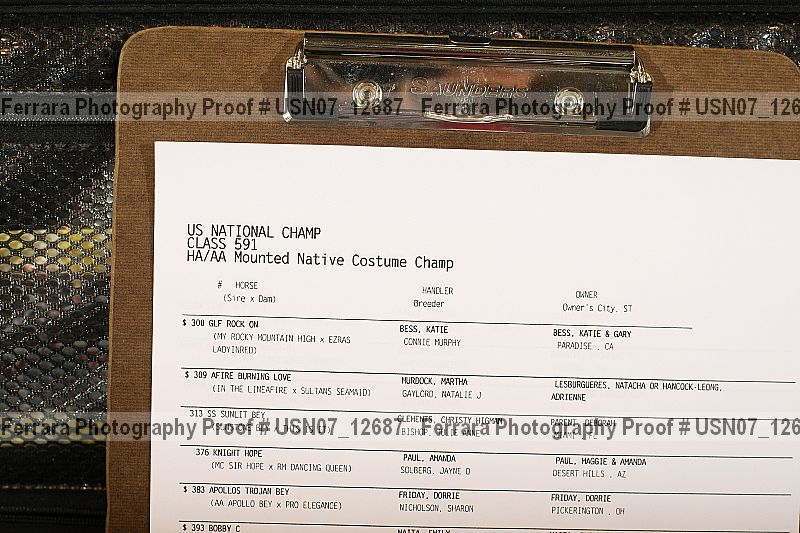 SAUNDERS
Ferrara Photography Proof # USN07_12687 Ferrara Photography Proof # USN07_126
US NATIONAL CHAMP
CLASS 591
HA/AA Mounted Native Costume Champ
# HORSE HANDLER OWNER
(Sire x Dam) Breeder Owner's City, ST
$ 300 GLF ROCK ON BESS, KATIE BESS, KATIE & GARY
(MY ROCKY MOUNTAIN HIGH x EZRAS CONNIE MURPHY PARADISE , CA
LADYINRED)
$ 309 AFIRE BURNING LOVE MURDOCK, MARTHA LESBURGUERES, NATACHA OR HANCOCK-LEONG,
(IN THE LINEAFIRE x SULTANS SEAMAID) GAYLORD, NATALIE J ADRIENNE
313 SS SUNLIT BEY CLEMENTS, CHRISTY HIGMAN PARENT, DEBORAH
Ferrara Photography Proof # USN07_12687 Ferrara Photography Proof # USN07_126
376 KNIGHT HOPE PAUL, AMANDA PAUL, MAGGIE & AMANDA
(MC SIR HOPE x RM DANCING QUEEN) SOLBERG, JAYNE D DESERT HILLS , AZ
$ 383 APOLLOS TROJAN BEY FRIDAY, DORRIE FRIDAY, DORRIE
(AA APOLLO BEY x PRO ELEGANCE) NICHOLSON, SHARON PICKERINGTON , OH
$ 393 BOBBY C